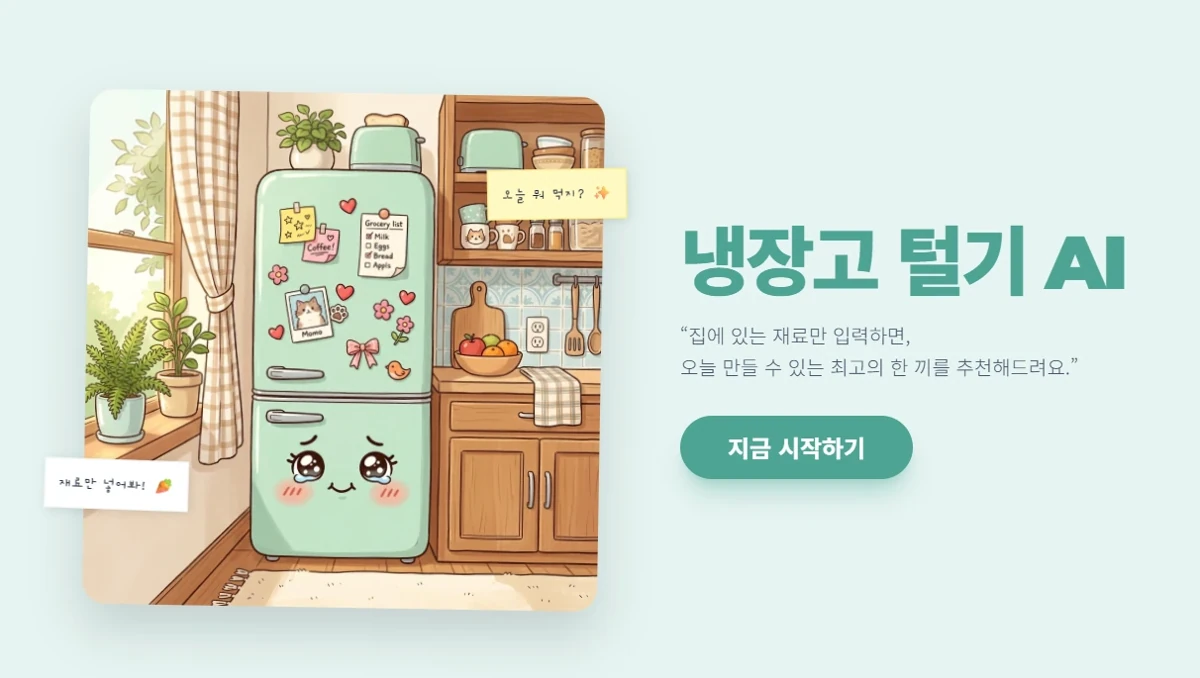 오늘 뭐 먹지? ✨
Grocery list
Milk
Eggs
Bread
Appls
Coffee!
Momo
재료만 넣어봐! 🥕
냉장고 털기 AI
“집에 있는 재료만 입력하면,
오늘 만들 수 있는 최고의 한 끼를 추천해드려요.”
지금 시작하기